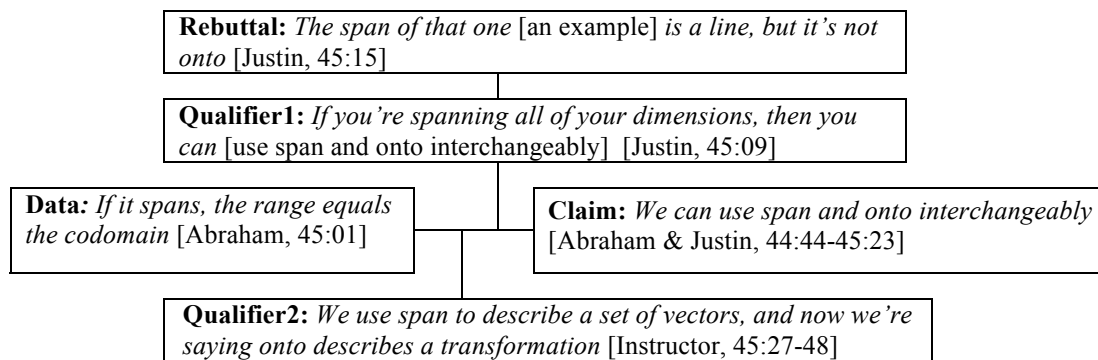 Rebuttal: The span of that one [an example] is a line, but it's not
onto [Justin, 45:15]
Qualifier1: If you're spanning all of your dimensions, then you
can [use span and onto interchangeably]  [Justin, 45:09]
Data: If it spans, the range equals
the codomain [Abraham, 45:01]
Claim: We can use span and onto interchangeably
[Abraham & Justin, 44:44-45:23]
Qualifier2: We use span to describe a set of vectors, and now we're
saying onto describes a transformation [Instructor, 45:27-48]